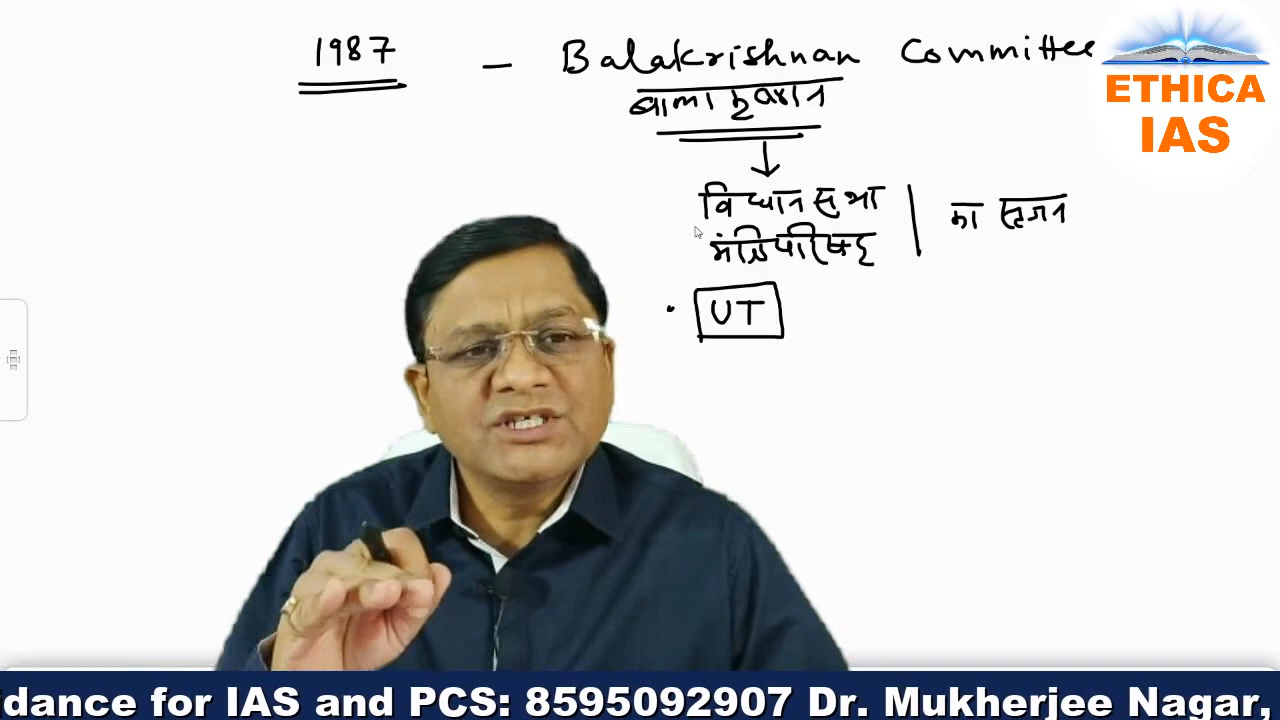 1987 - Balakrishnan Committee
बालाकृष्णन
ETHICA
IAS
विधान सभा
मंत्रिपरिषद् | का सृजन
• UT
idance for IAS and PCS: 8595092907 Dr. Mukherjee Nagar,